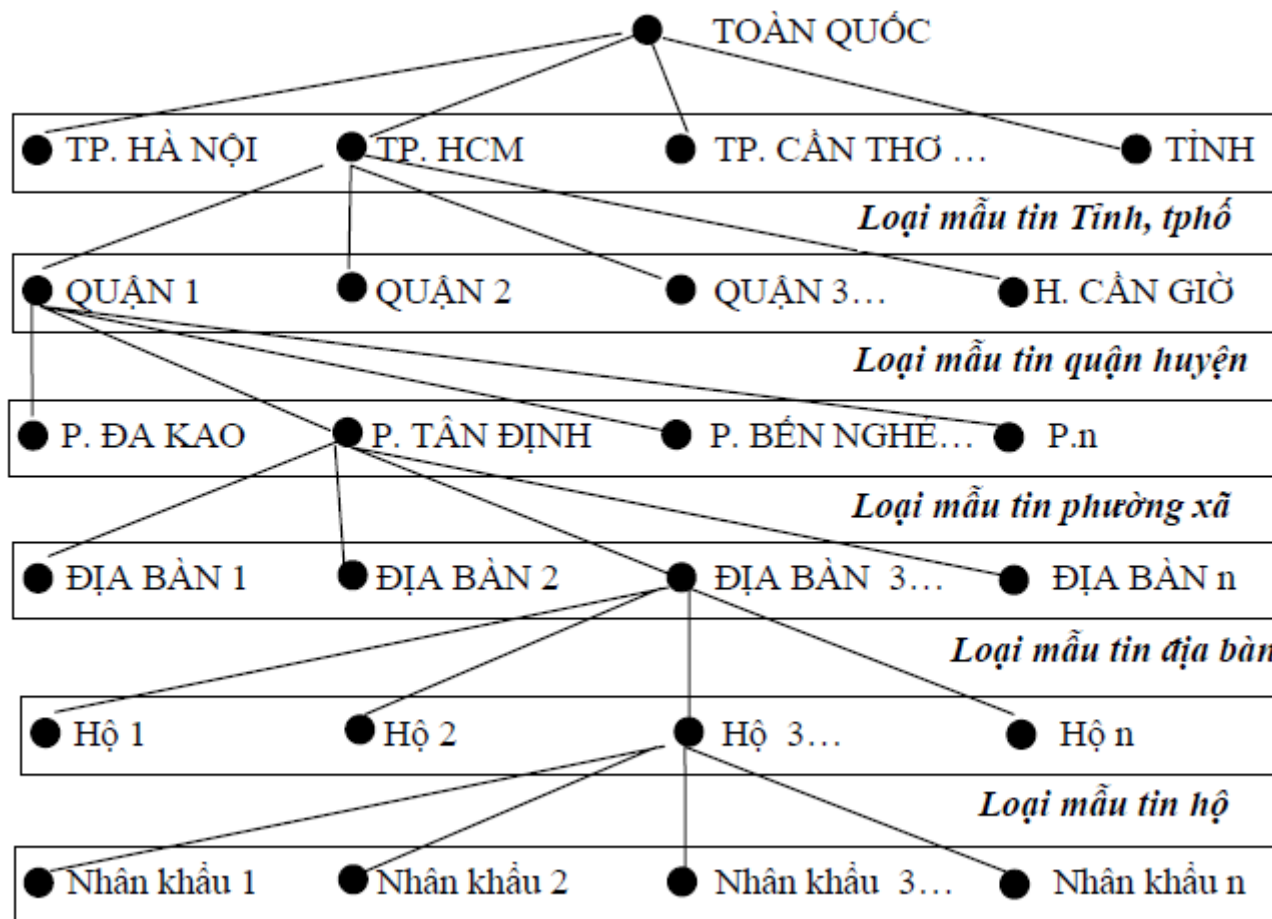 TOÀN QUỐC
TP. HÀ NỘI TP. HCM TP. CẦN THƠ ... TỈNH
Loại mẫu tin Tỉnh, tphố
QUẬN 1 QUẬN 2 QUẬN 3... H. CẦN GIỜ
Loại mẫu tin quận huyện
P. ĐA KAO P. TÂN ĐỊNH P. BẾN NGHÉ... P.n
Loại mẫu tin phường xã
ĐỊA BÀN 1 ĐỊA BÀN 2 ĐỊA BÀN 3... ĐỊA BÀN n
Loại mẫu tin địa bàn
Hộ 1 Hộ 2 Hộ 3... Hộ n
Loại mẫu tin hộ
Nhân khẩu 1 Nhân khẩu 2 Nhân khẩu 3... Nhân khẩu n